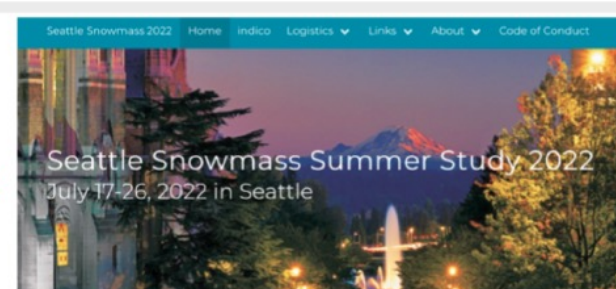 Seattle Snowmass 2022 Home indico Logistics Links About Code of Conduct
Seattle Snowmass Summer Study 2022
July 17-26, 2022 in Seattle